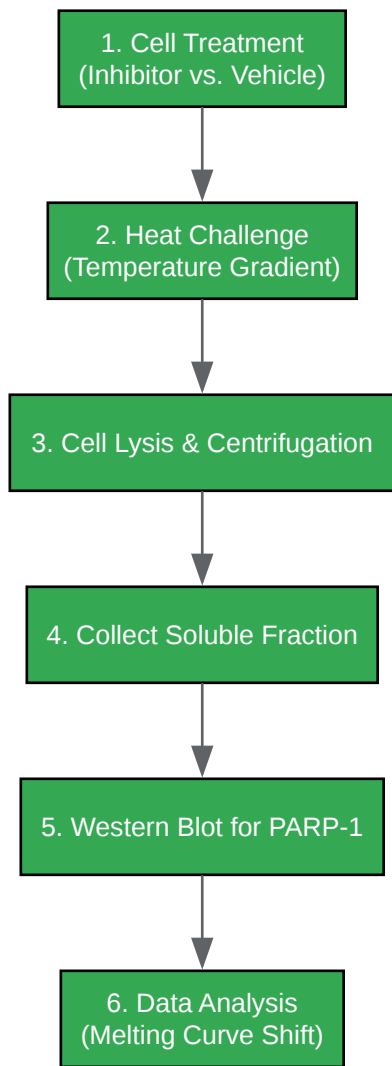 1. Cell Treatment
(Inhibitor vs. Vehicle)
2. Heat Challenge
(Temperature Gradient)
3. Cell Lysis & Centrifugation
4. Collect Soluble Fraction
5. Western Blot for PARP-1
6. Data Analysis
(Melting Curve Shift)